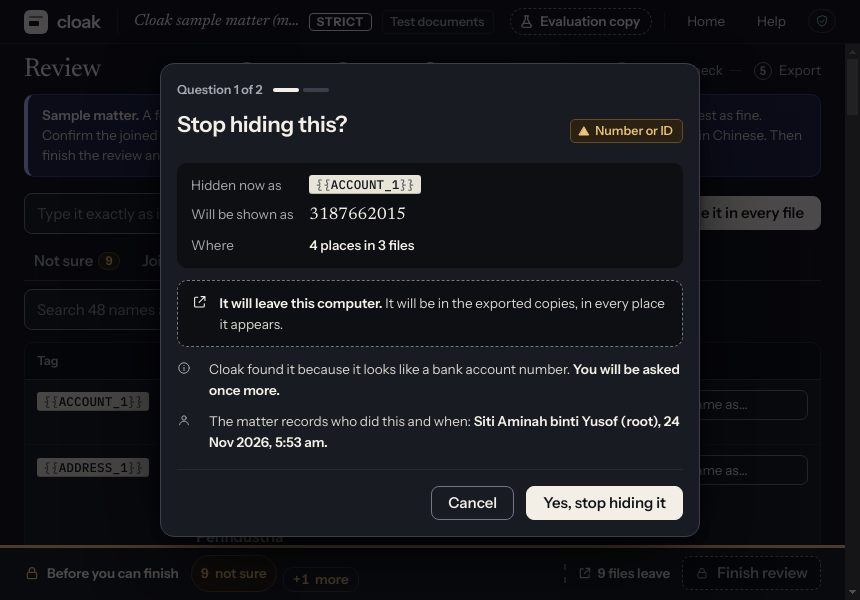 cloak
Cloak sample matter (m...
STRICT
Test documents
Evaluation copy
Home
Help
Review
eck
5 Export
Question 1 of 2
Stop hiding this?
Number or ID
Sample matter. A f
est as fine.
Confirm the joined
in Chinese. Then
finish the review an
Hidden now as {{ACCOUNT_1}}
Will be shown as 3187662015
Where 4 places in 3 files
Type it exactly as i
e it in every file
Not sure 9
Joi
It will leave this computer. It will be in the exported copies, in every place
it appears.
Search 48 names a
Tag
Cloak found it because it looks like a bank account number. You will be asked
once more.
{{ACCOUNT_1}}
me as...
The matter records who did this and when: Siti Aminah binti Yusof (root), 24
Nov 2026, 5:53 am.
{{ADDRESS_1}}
me as...
Cancel
Yes, stop hiding it
Perindustria
Before you can finish
9 not sure
+1 more
9 files leave
Finish review